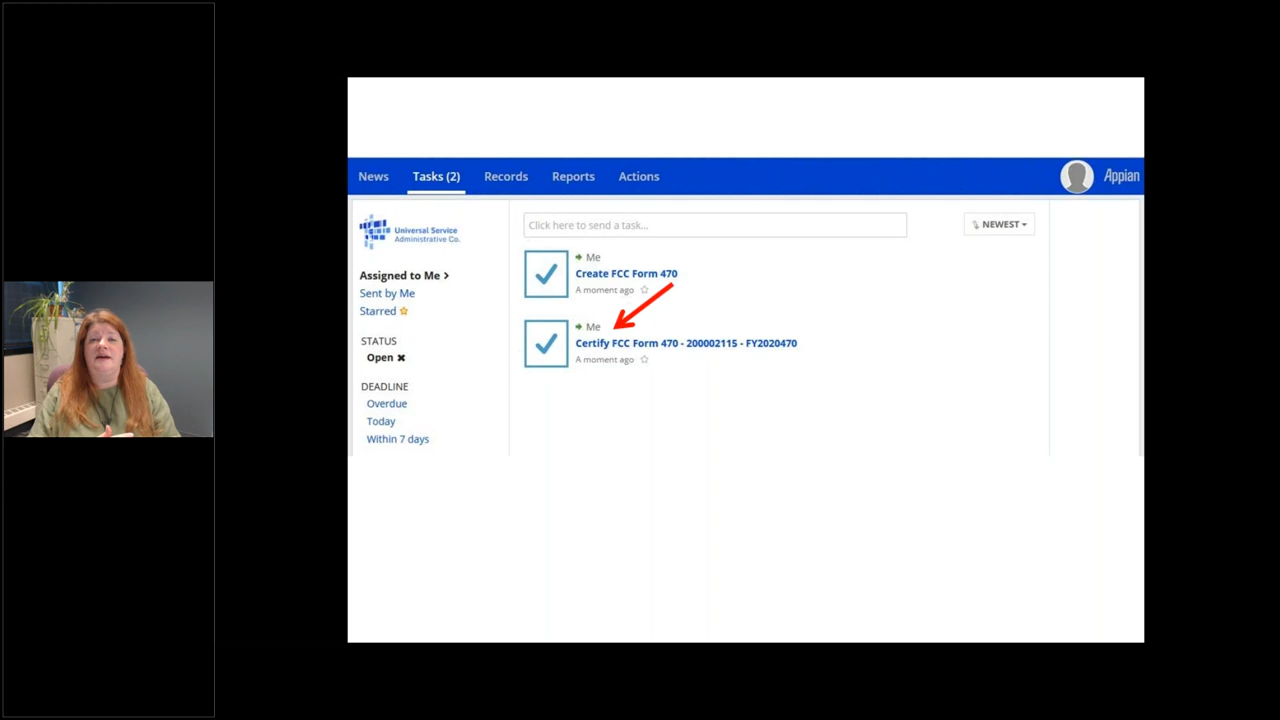 News Tasks (2) Records Reports Actions Appian
Universal Service
Administrative Co.
Assigned to Me
Sent by Me
Starred
STATUS
Open
DEADLINE
Overdue
Today
Within 7 days
Click here to send a task...
NEWEST
Me
Create FCC Form 470
A moment ago
Me
Certify FCC Form 470 - 200002115 - FY2020470
A moment ago